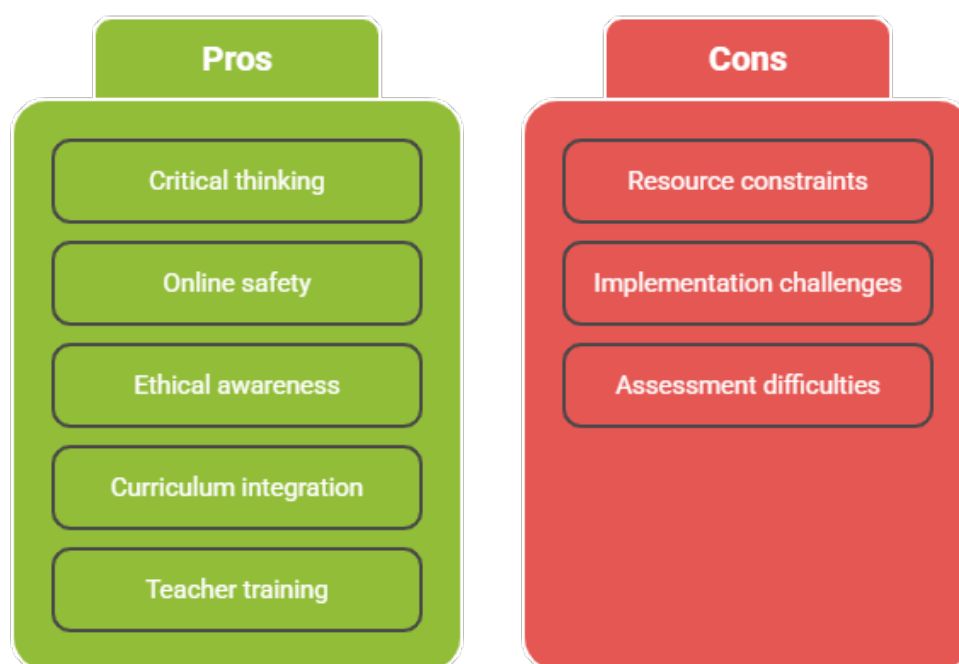 Pros
Critical thinking
Online safety
Ethical awareness
Curriculum integration
Teacher training
Cons
Resource constraints
Implementation challenges
Assessment difficulties